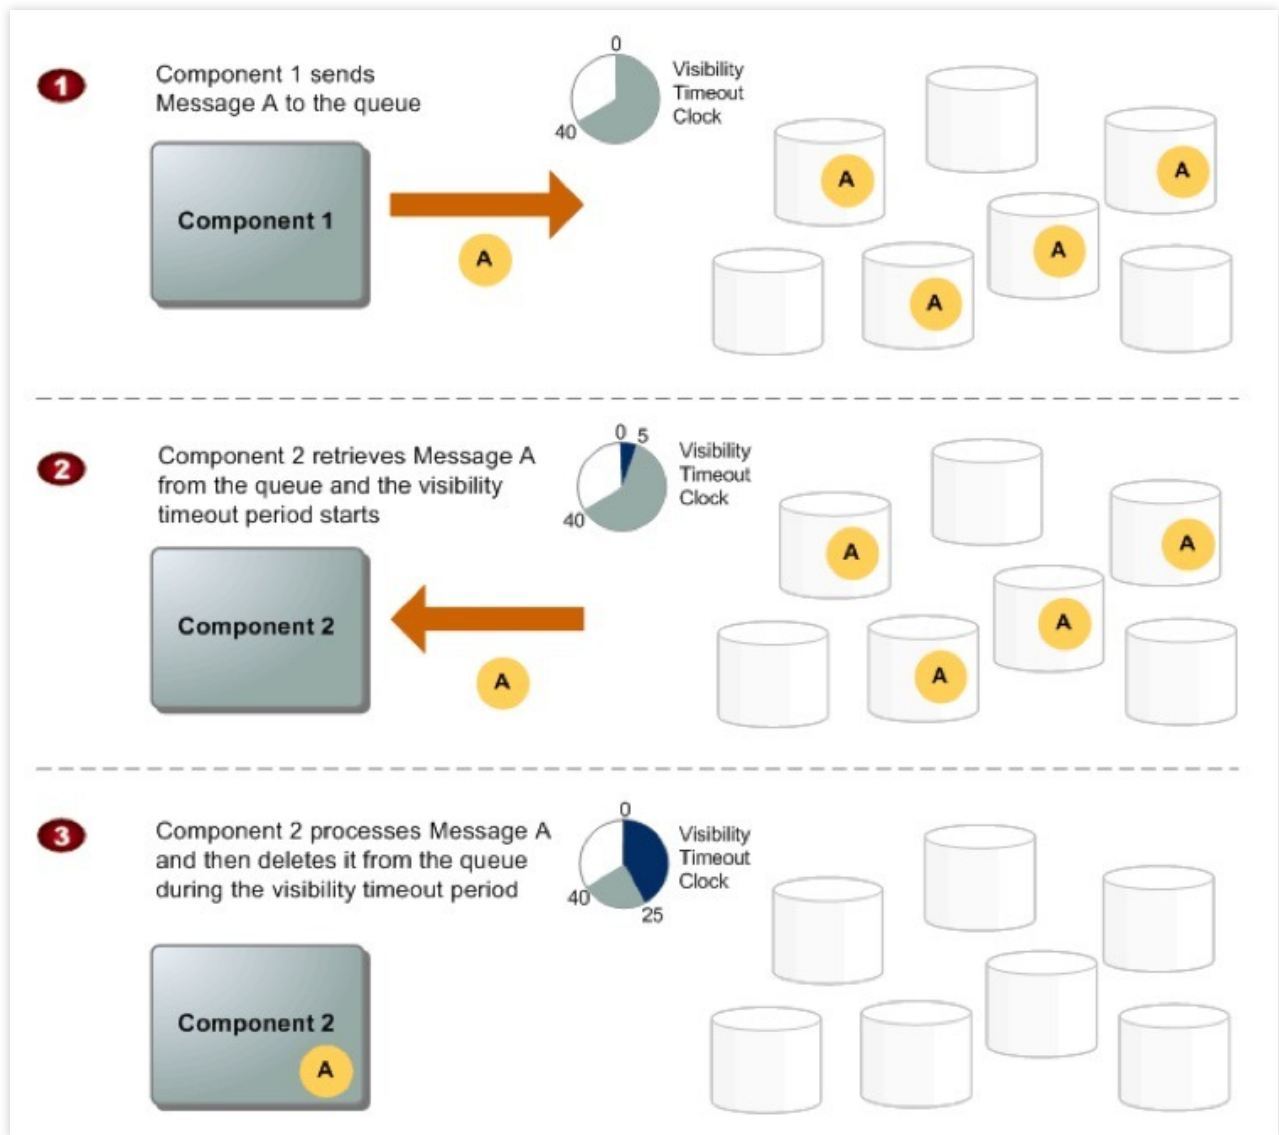 1
Component 1 sends
Message A to the queue
0
40
Visibility
Timeout
Clock
Component 1
A
A
A
A
A
2
Component 2 retrieves Message A
from the queue and the visibility
timeout period starts
0 5
40
Visibility
Timeout
Clock
Component 2
A
A
A
A
A
3
Component 2 processes Message A
and then deletes it from the queue
during the visibility timeout period
0
40
25
Visibility
Timeout
Clock
Component 2
A